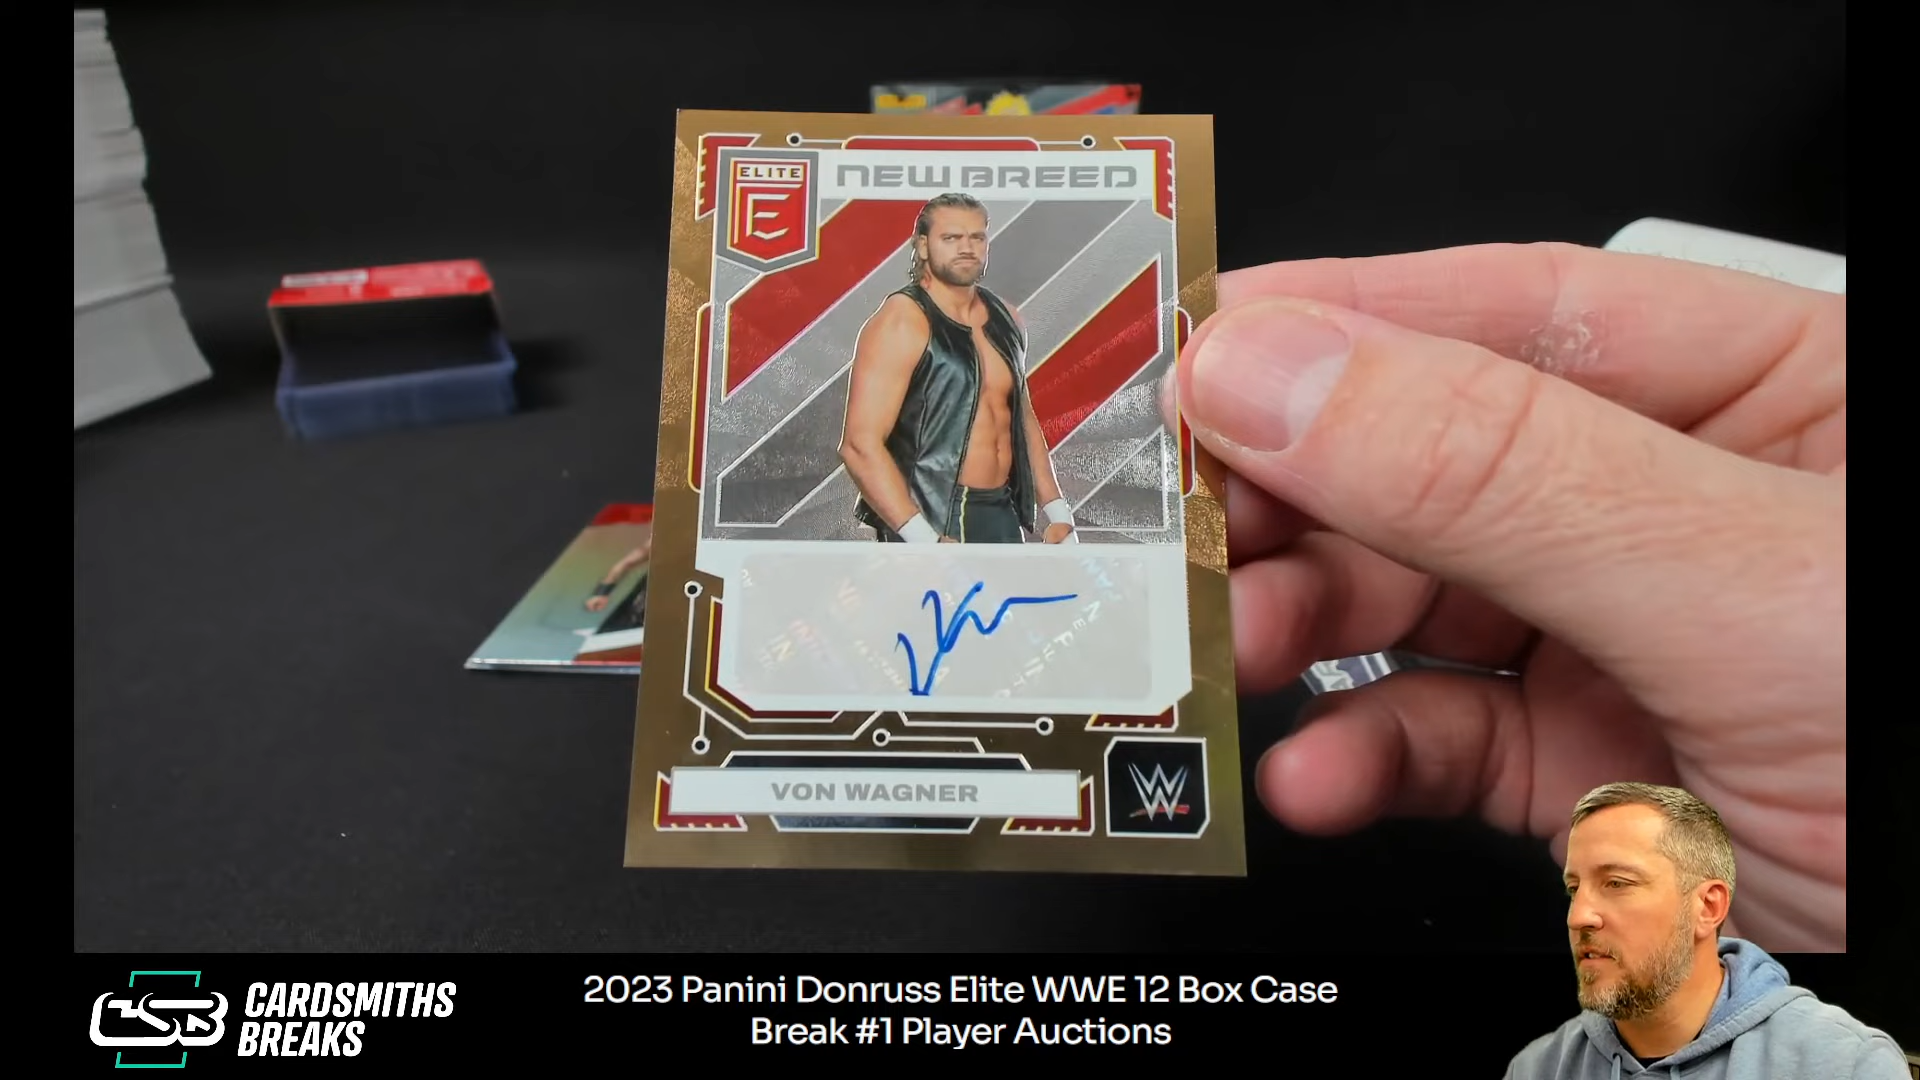 ELITE
E
NEW BREED
VON WAGNER
W
CSB
CARDSMITHS
BREAKS
2023 Panini Donruss Elite WWE 12 Box Case
Break #1 Player Auctions